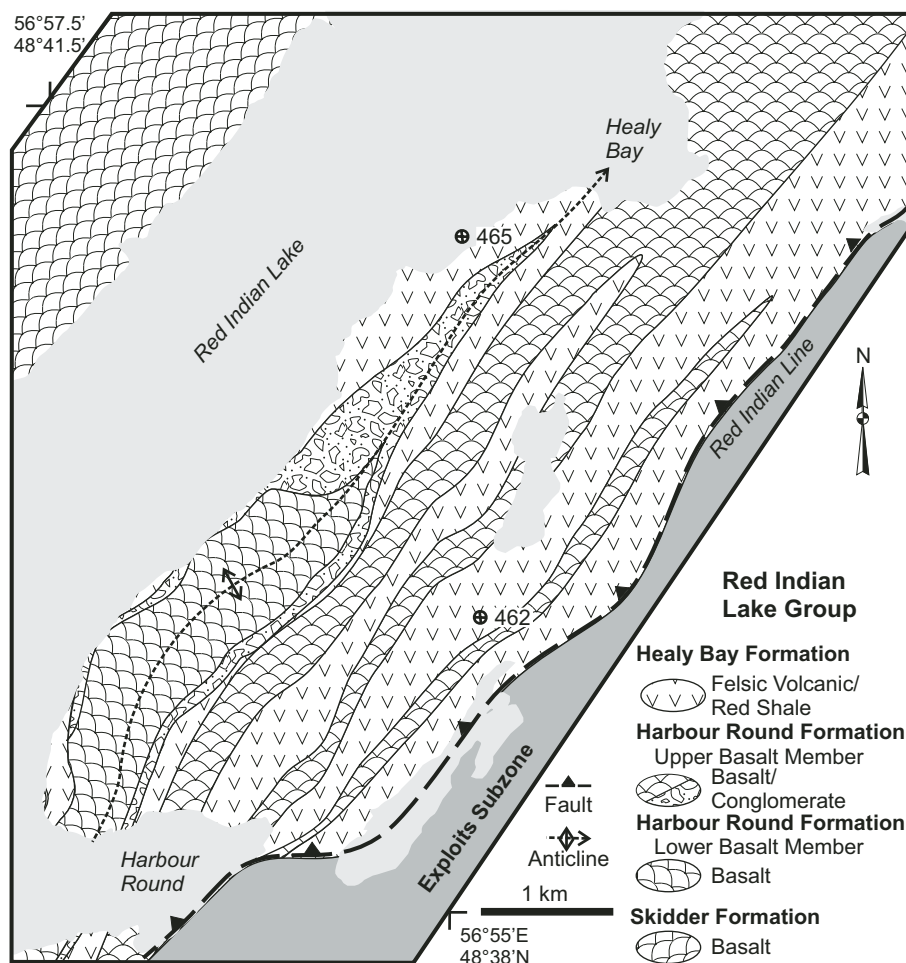 56°57.5'
48°41.5'
Healy
Bay
465
Red Indian Lake
N
Red Indian Line
462
Exploits Subzone
Harbour
Round
Fault
Anticline
1 km
56°55'E
48°38'N
Red Indian
Lake Group
Healy Bay Formation
Felsic Volcanic/
Red Shale
Harbour Round Formation
Upper Basalt Member
Basalt/
Conglomerate
Harbour Round Formation
Lower Basalt Member
Basalt
Skidder Formation
Basalt